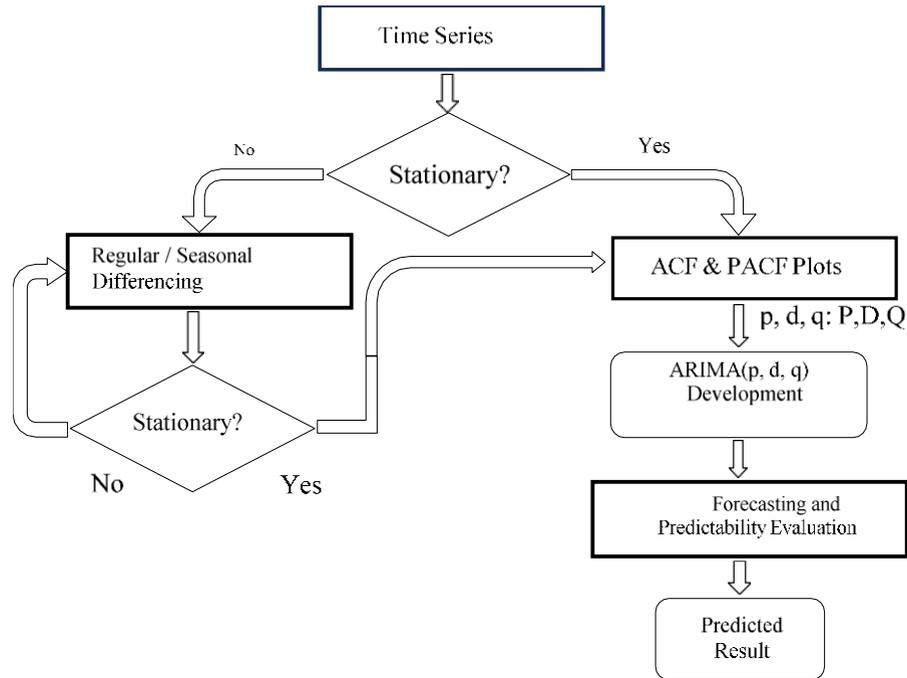 Time Series
No
Yes
Stationary?
Regular / Seasonal
Differencing
ACF & PACF Plots
p, d, q: P,D,Q
ARIMA(p, d, q)
Development
Stationary?
No
Yes
Forecasting and
Predictability Evaluation
Predicted
Result